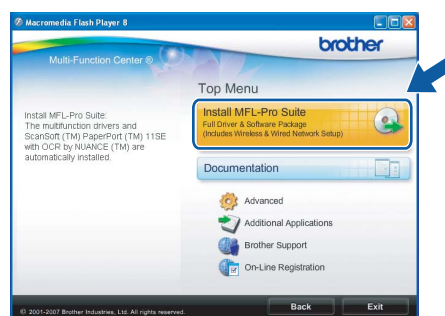 Macromedia Flash Player 8
brother
Multi-Function Center ®
Top Menu
Install MFL-Pro Suite:
The multifunction drivers and
ScanSoft (TM) PaperPort (TM) 11SE
with OCR by NUANCE (TM) are
automatically installed.
Install MFL-Pro Suite
Full Driver & Software Package
(Includes Wireless & Wired Network Setup)
Documentation
Advanced
Additional Applications
Brother Support
On-Line Registration
© 2001-2007 Brother Industries, Ltd. All rights reserved.
Back
Exit